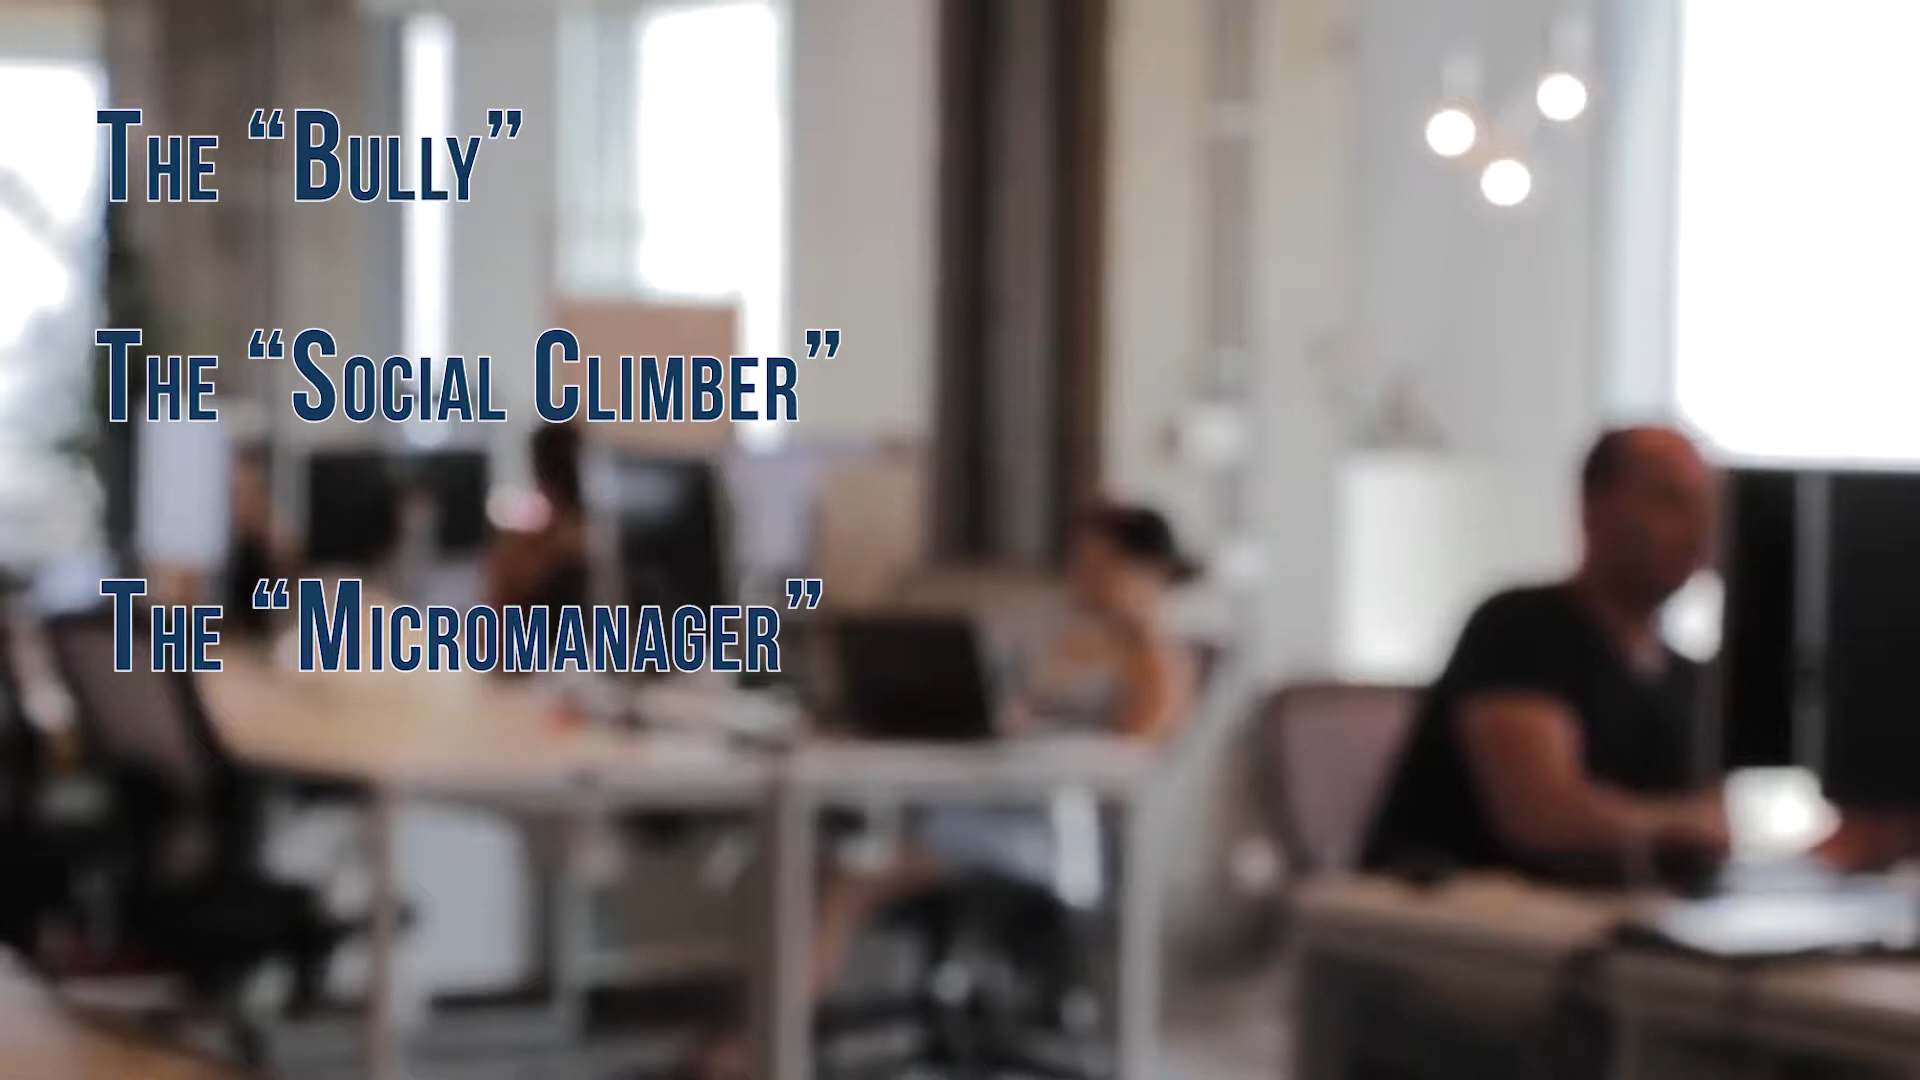 The “Bully”
The “Social Climber”
The “Micromanager”